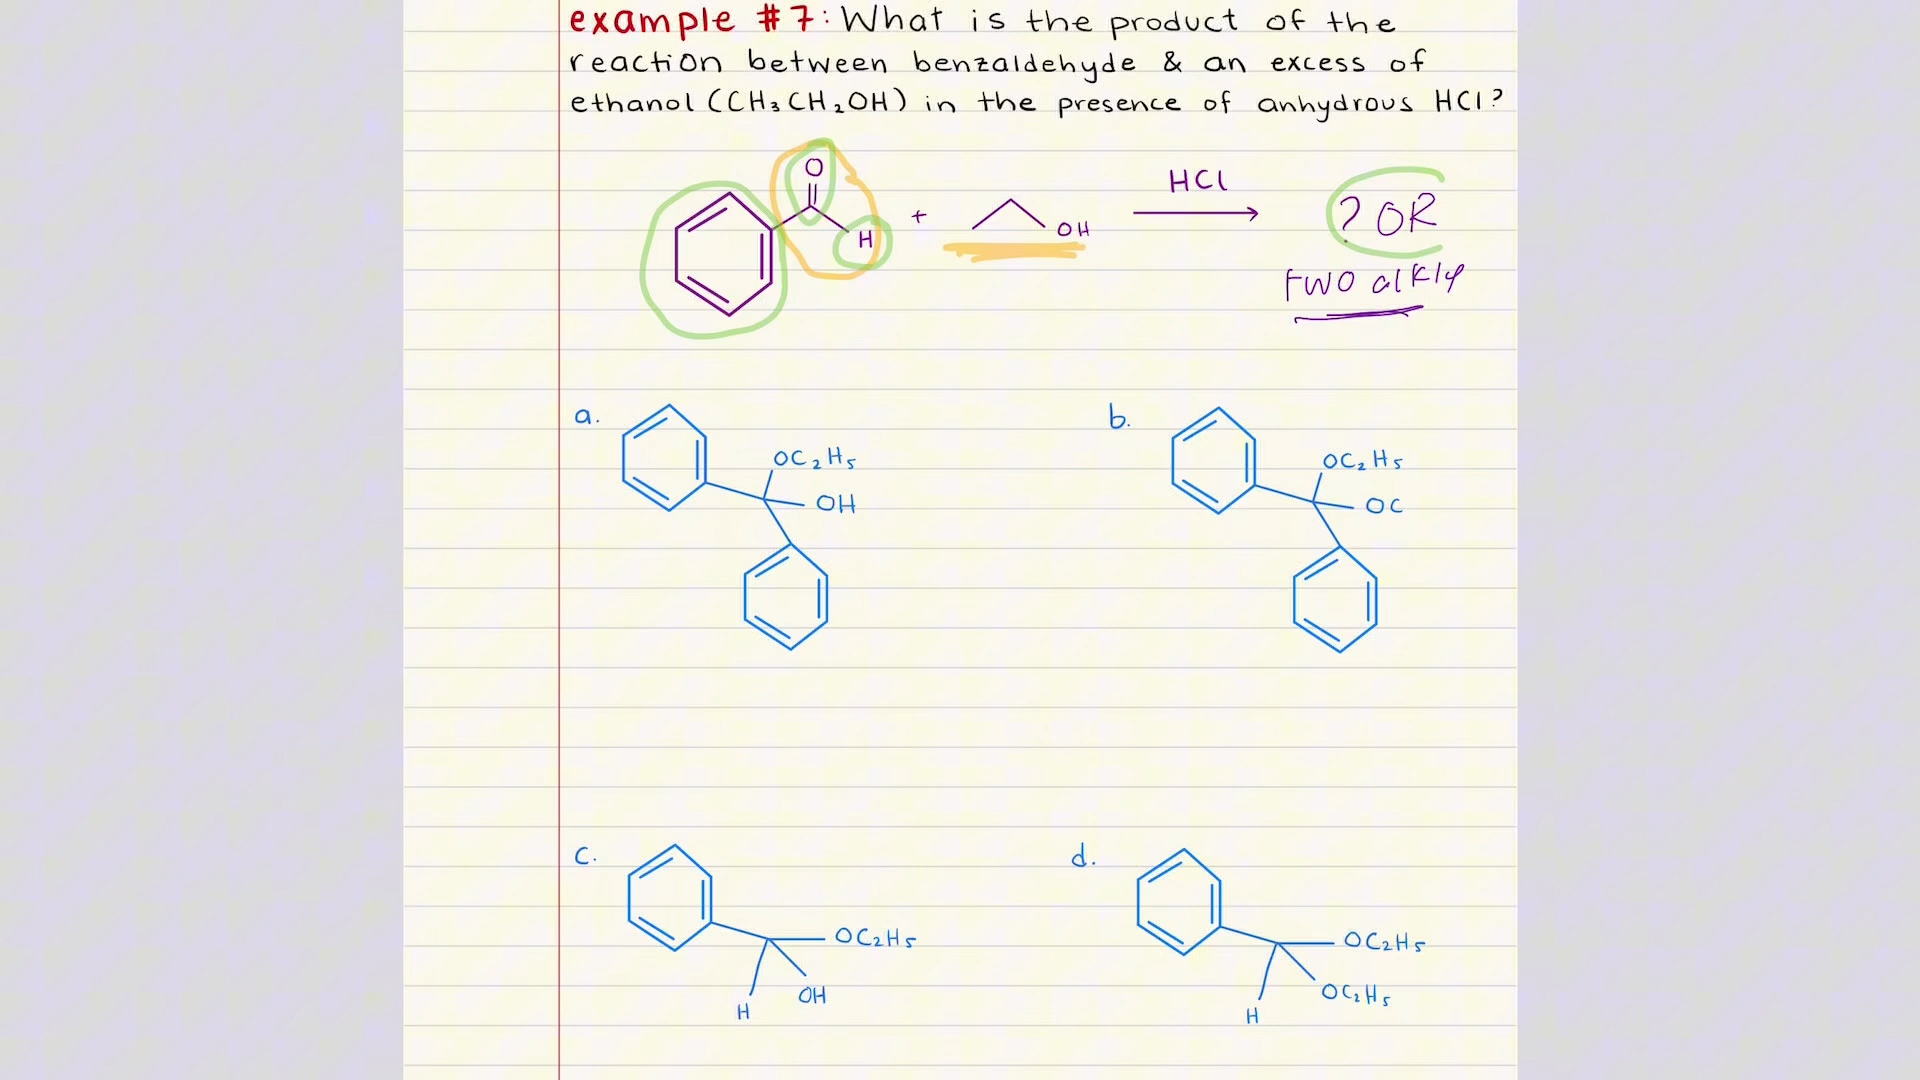 example #7: What is the product of the
reaction between benzaldehyde & an excess of
ethanol (CH₃CH₂OH) in the presence of anhydrous HCl?
O
H
+
OH
HCl
? OR
two alkly
a.
OC₂H₅
OH
b.
OC₂H₅
OC
c.
OC₂H₅
OH
H
d.
OC₂H₅
OC₂H₅
H